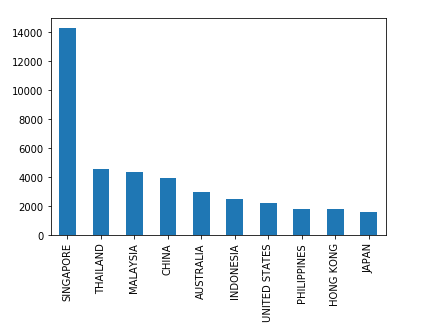 14000
12000
10000
8000
6000
4000
2000
0
SINGAPORE
THAILAND
MALAYSIA
CHINA
AUSTRALIA
INDONESIA
UNITED STATES
PHILIPPINES
HONG KONG
JAPAN